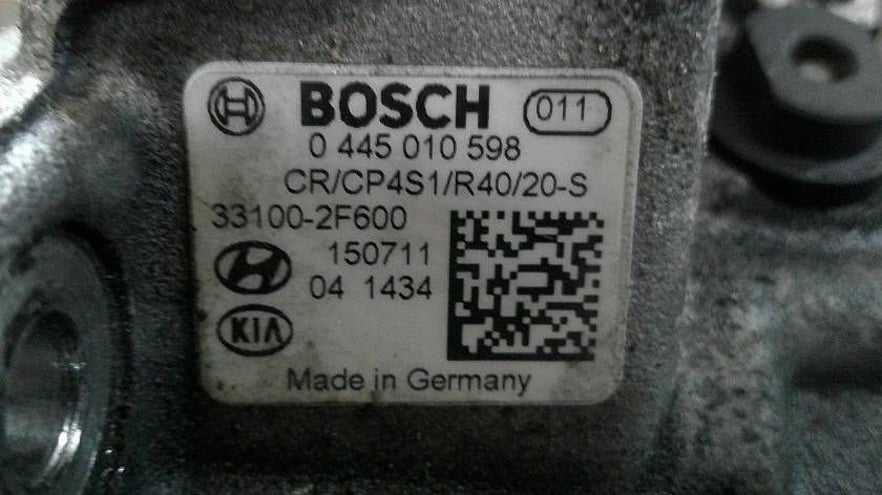 BOSCH 011
0 445 010 598
CR/CP4S1/R40/20-S
33100-2F600
150711
04 1434
KIA
Made in Germany